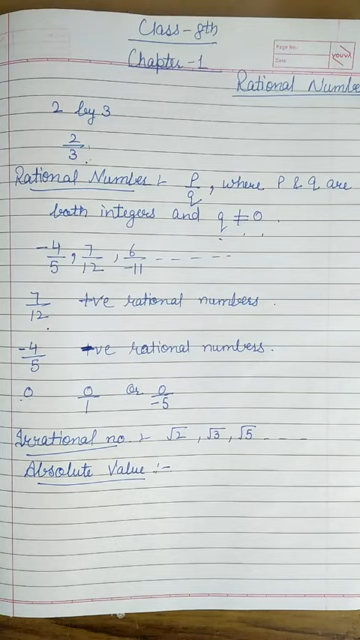 Class-8th
Chapter-1
Page No.
Date:
YOUVA
Rational Numbe
2 by 3
2/3
Rational Number :- P/q, where P & q are
both integers and q ≠ 0.
-4/5, 7/12, 6/-11 - - - - - -
7/12 +ve rational numbers.
-4/5 -ve rational numbers.
0 0/1 Or 0/-5
Irrational no. :- √2, √3, √5 - - - -
Absolute Value :-